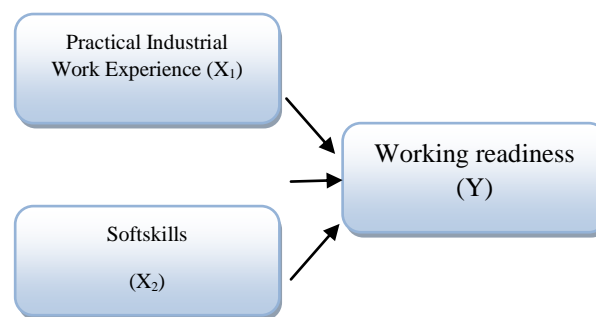 Practical Industrial
Work Experience (X₁)
Working readiness
(Y)
Softskills
(X₂)